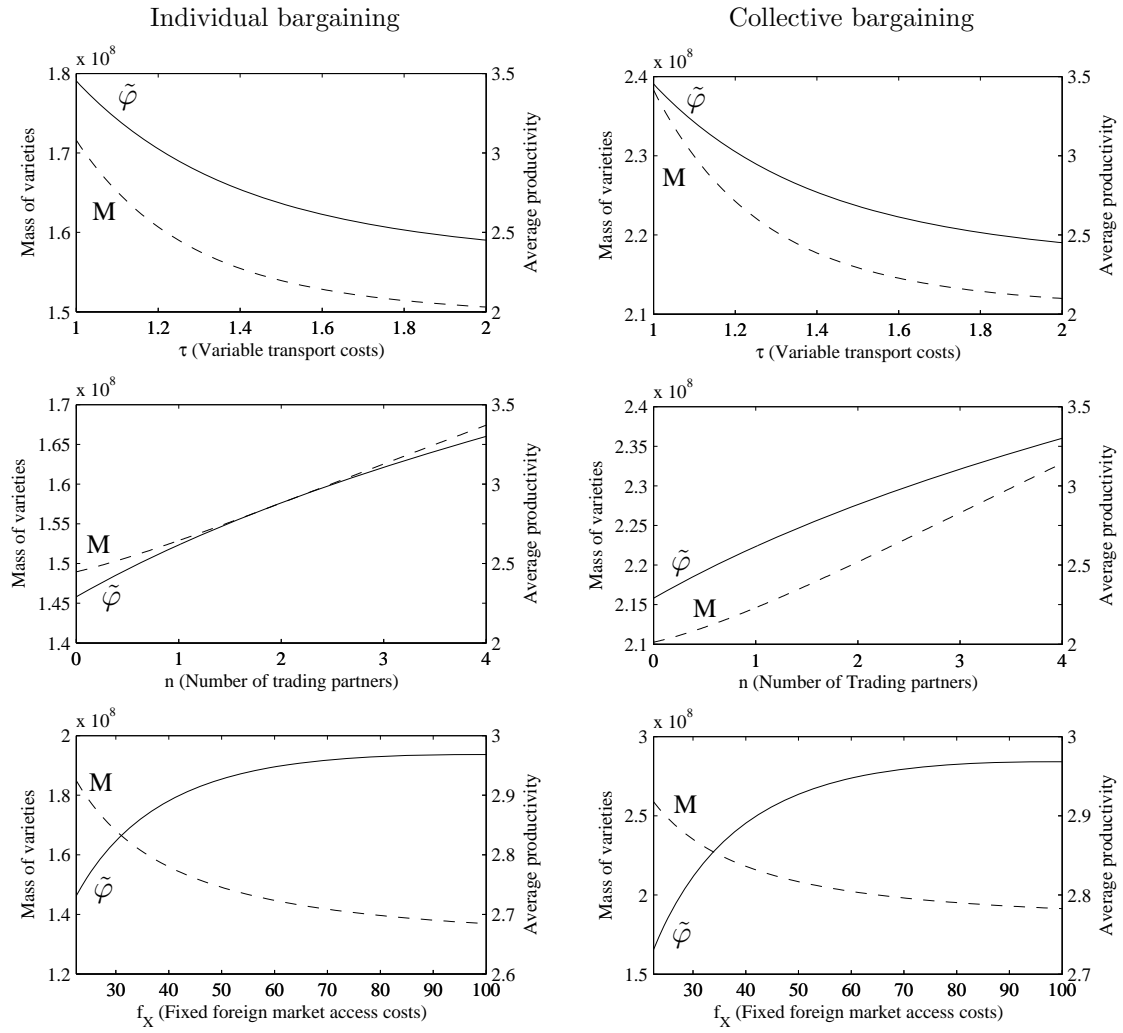 Individual bargaining
x 10^8
1.8
1.7
1.6
1.5
Mass of varieties
φ̃
M
3.5
3
2.5
2
Average productivity
1
1.2
1.4
1.6
1.8
2
τ (Variable transport costs)
Collective bargaining
x 10^8
2.4
2.3
2.2
2.1
Mass of varieties
φ̃
M
3.5
3
2.5
2
Average productivity
1
1.2
1.4
1.6
1.8
2
τ (Variable transport costs)
x 10^8
1.7
1.65
1.6
1.55
1.5
1.45
1.4
Mass of varieties
M
φ̃
3.5
3
2.5
2
Average productivity
0
1
2
3
4
n (Number of trading partners)
x 10^8
2.4
2.35
2.3
2.25
2.2
2.15
2.1
Mass of varieties
φ̃
M
3.5
3
2.5
2
Average productivity
0
1
2
3
4
n (Number of Trading partners)
x 10^8
2
1.8
1.6
1.4
1.2
Mass of varieties
M
φ̃
3
2.9
2.8
2.7
2.6
Average productivity
30
40
50
60
70
80
90
100
f_X (Fixed foreign market access costs)
x 10^8
3
2.5
2
1.5
Mass of varieties
M
φ̃
3
2.9
2.8
2.7
Average productivity
30
40
50
60
70
80
90
100
f_X (Fixed foreign market access costs)